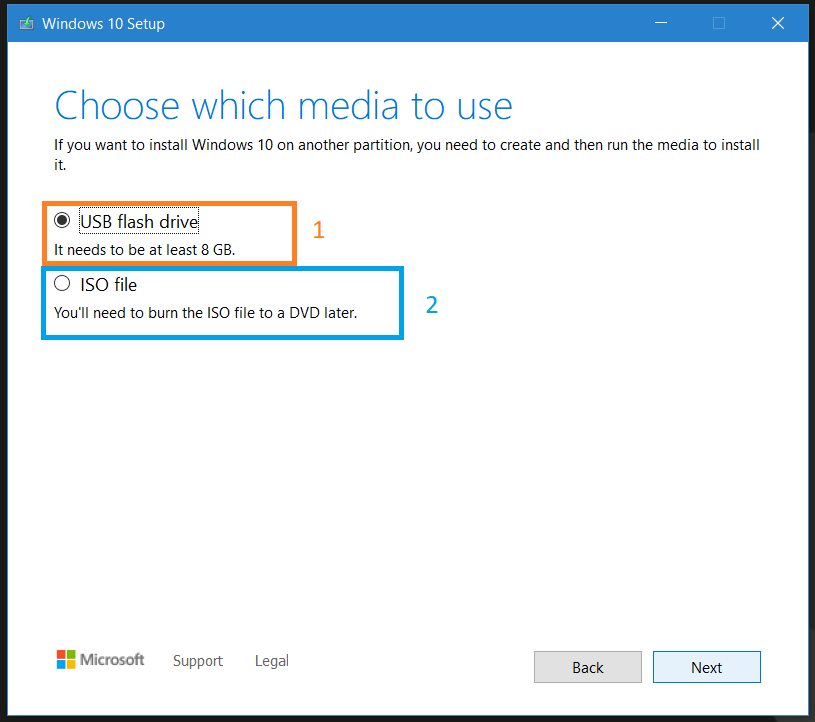 Windows 10 Setup
Choose which media to use
If you want to install Windows 10 on another partition, you need to create and then run the media to install
it.
USB flash drive
1
It needs to be at least 8 GB.
ISO file
2
You'll need to burn the ISO file to a DVD later.
Microsoft
Support
Legal
Back
Next